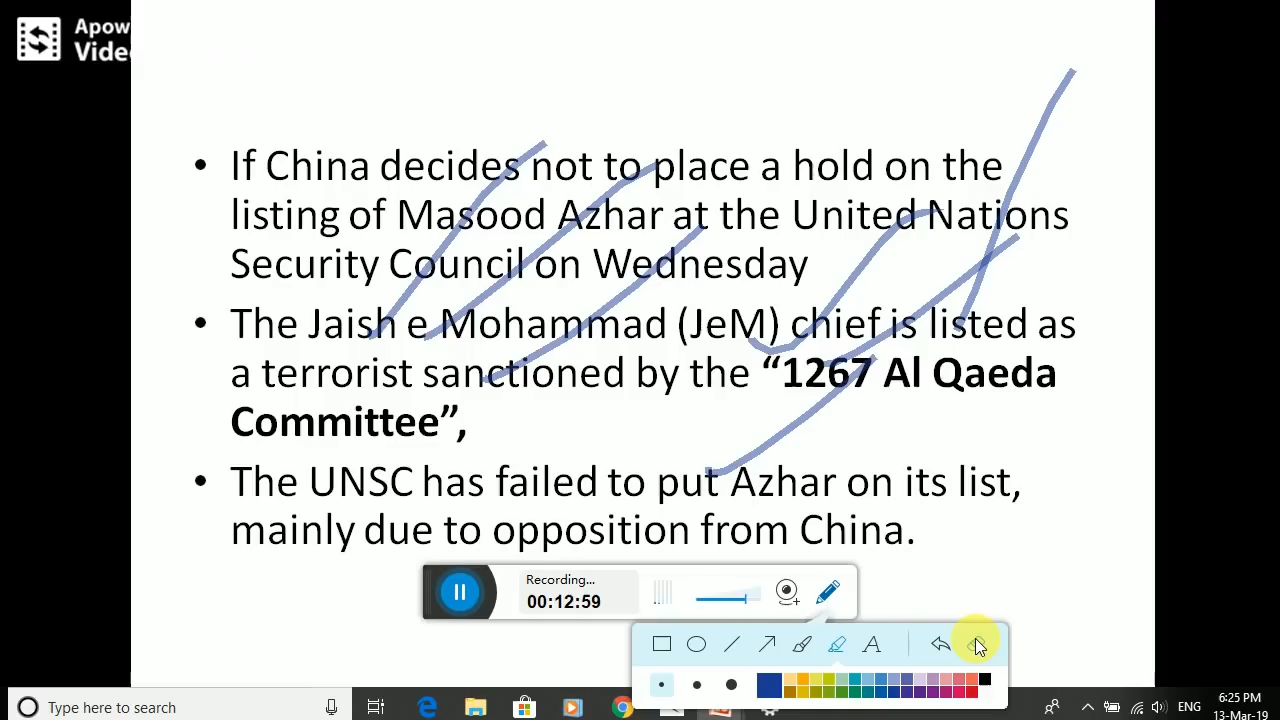 Apow
Vide
• If China decides not to place a hold on the
listing of Masood Azhar at the United Nations
Security Council on Wednesday
• The Jaish e Mohammad (JeM) chief is listed as
a terrorist sanctioned by the “1267 Al Qaeda
Committee”,
• The UNSC has failed to put Azhar on its list,
mainly due to opposition from China.
Recording...
00:12:59
A
Type here to search
ENG
6:25 PM
13-Mar-19